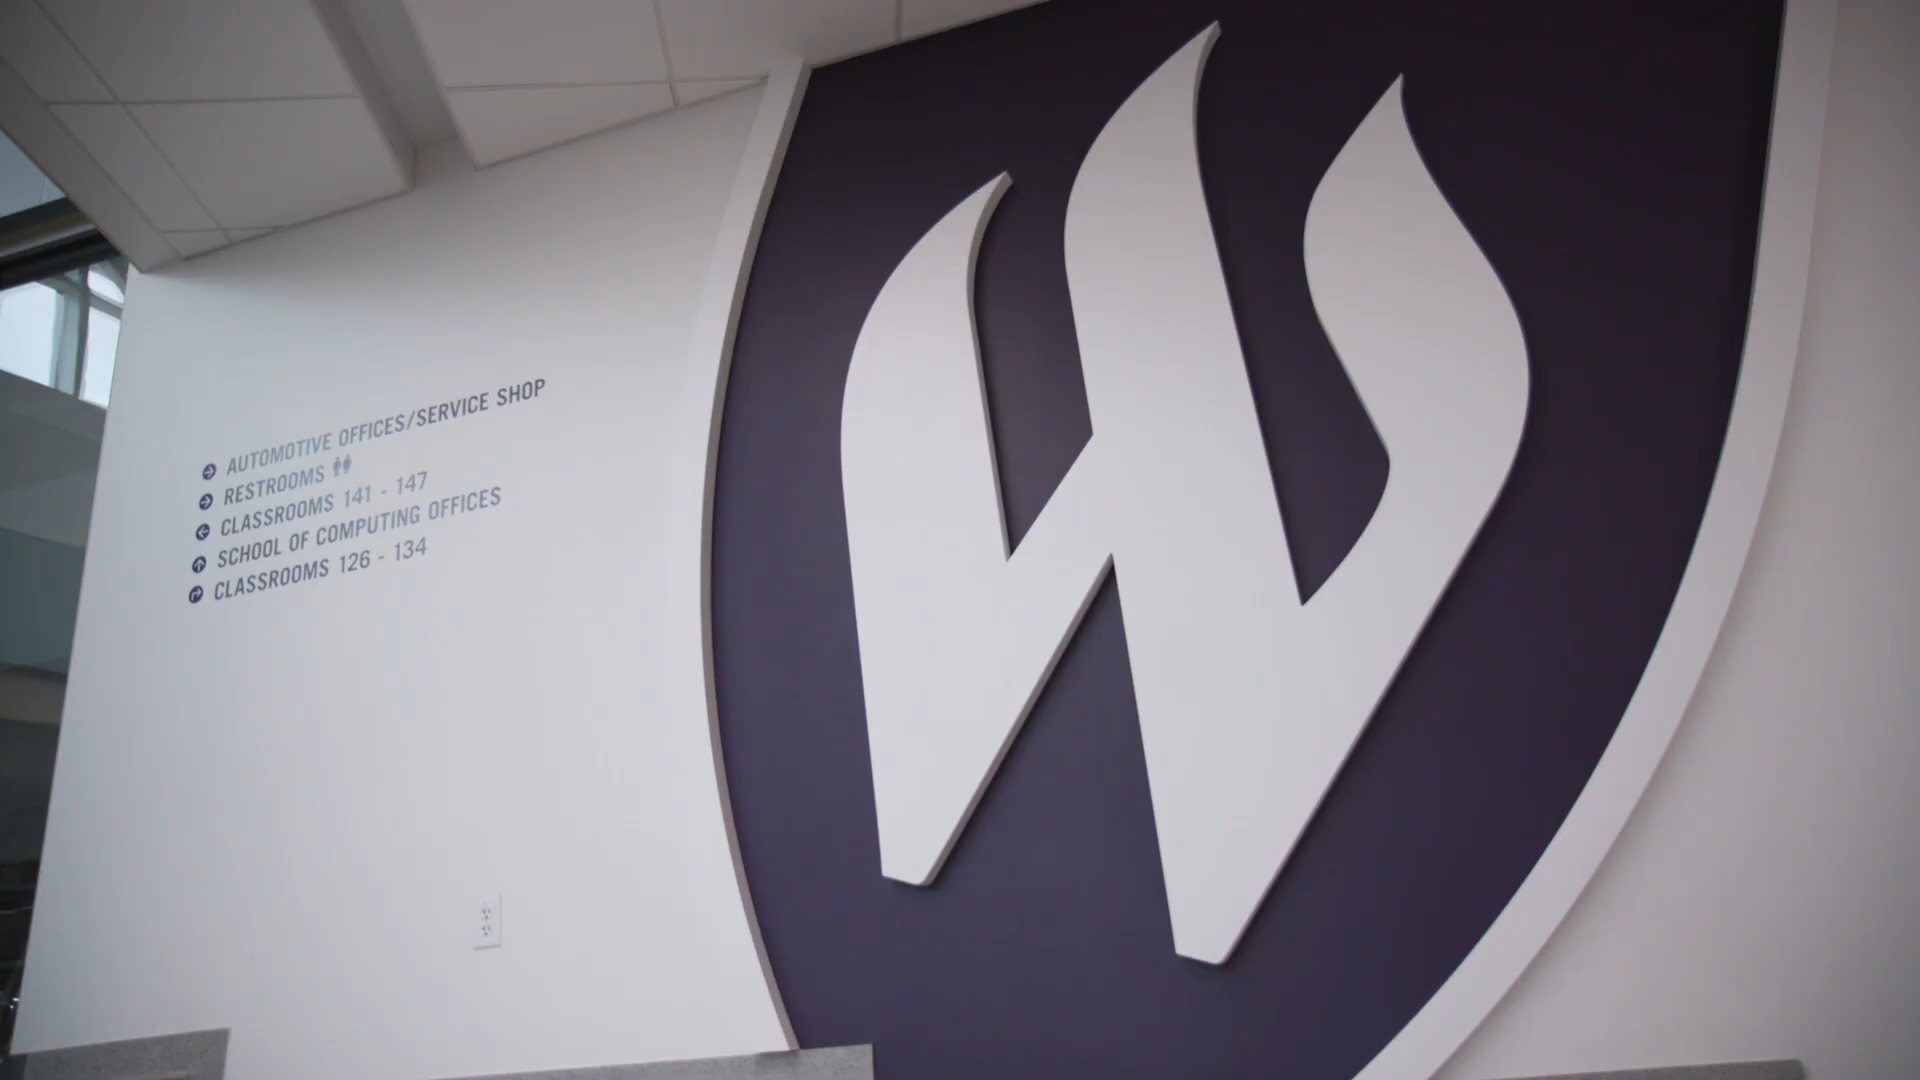 AUTOMOTIVE OFFICES/SERVICE SHOP
RESTROOMS
CLASSROOMS 141 - 147
SCHOOL OF COMPUTING OFFICES
CLASSROOMS 126 - 134
W